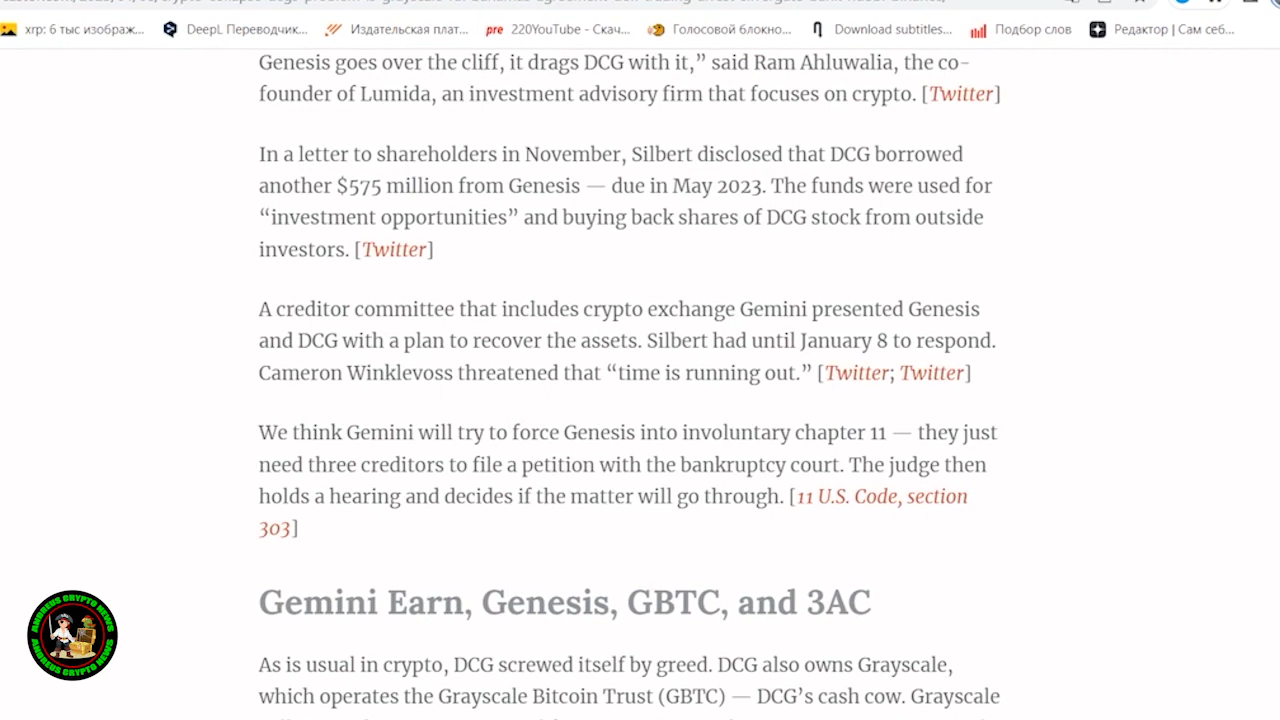 xrp: 6 тыс изображ...
DeepL Переводчик...
Издательская плат...
pre 220YouTube - Скач...
Голосовой блокно...
Download subtitles...
Подбор слов
Редактор | Сам себ...
Genesis goes over the cliff, it drags DCG with it,” said Ram Ahluwalia, the co-
founder of Lumida, an investment advisory firm that focuses on crypto. [Twitter]
In a letter to shareholders in November, Silbert disclosed that DCG borrowed
another $575 million from Genesis — due in May 2023. The funds were used for
“investment opportunities” and buying back shares of DCG stock from outside
investors. [Twitter]
A creditor committee that includes crypto exchange Gemini presented Genesis
and DCG with a plan to recover the assets. Silbert had until January 8 to respond.
Cameron Winklevoss threatened that “time is running out.” [Twitter; Twitter]
We think Gemini will try to force Genesis into involuntary chapter 11 — they just
need three creditors to file a petition with the bankruptcy court. The judge then
holds a hearing and decides if the matter will go through. [11 U.S. Code, section
303]
Gemini Earn, Genesis, GBTC, and 3AC
ANDREUS CRYPTO NEWS
ANDREUS CRYPTO NEWS
As is usual in crypto, DCG screwed itself by greed. DCG also owns Grayscale,
which operates the Grayscale Bitcoin Trust (GBTC) — DCG’s cash cow. Grayscale